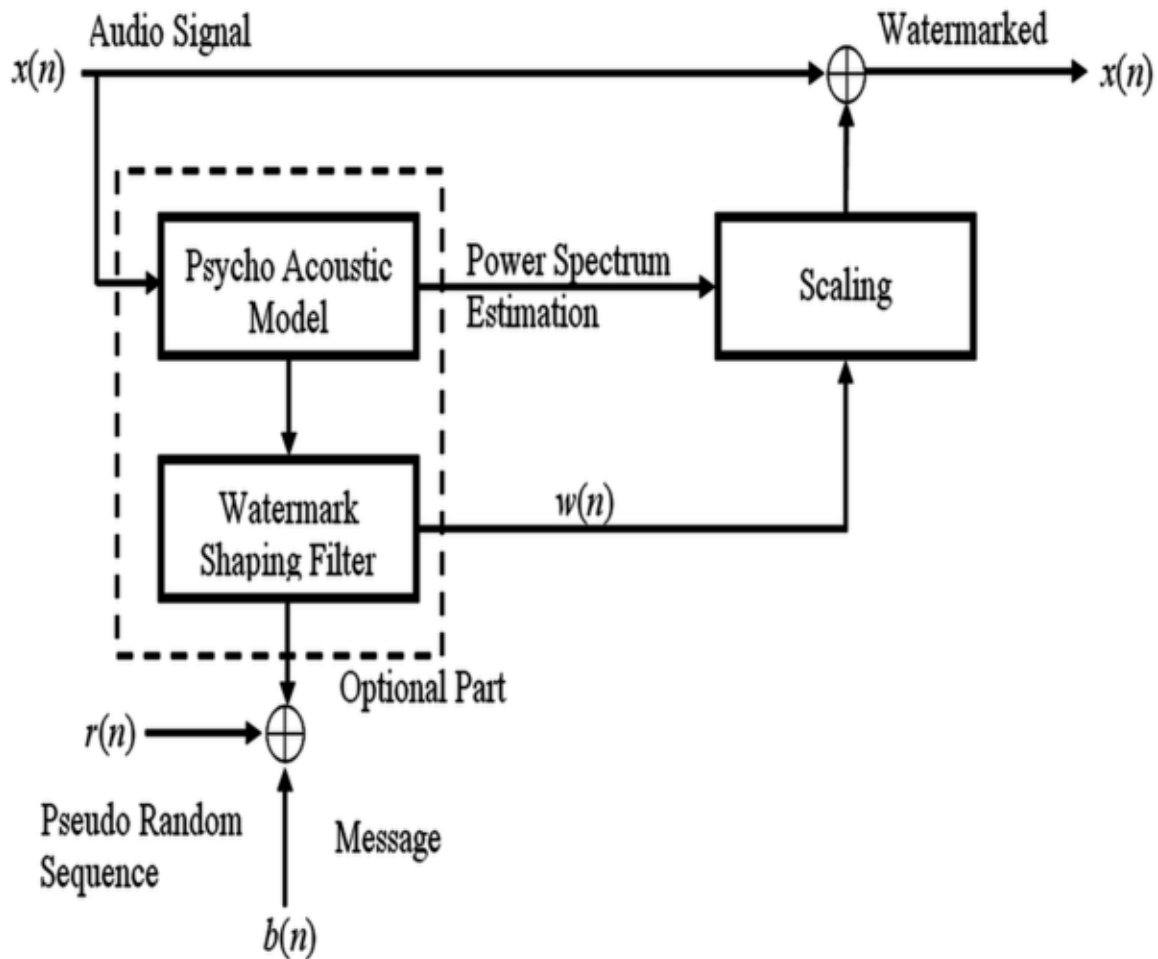 Audio Signal
Watermarked
x(n)
x(n)
Psycho Acoustic
Model
Power Spectrum
Estimation
Scaling
Watermark
Shaping Filter
w(n)
Optional Part
r(n)
Pseudo Random
Sequence
Message
b(n)